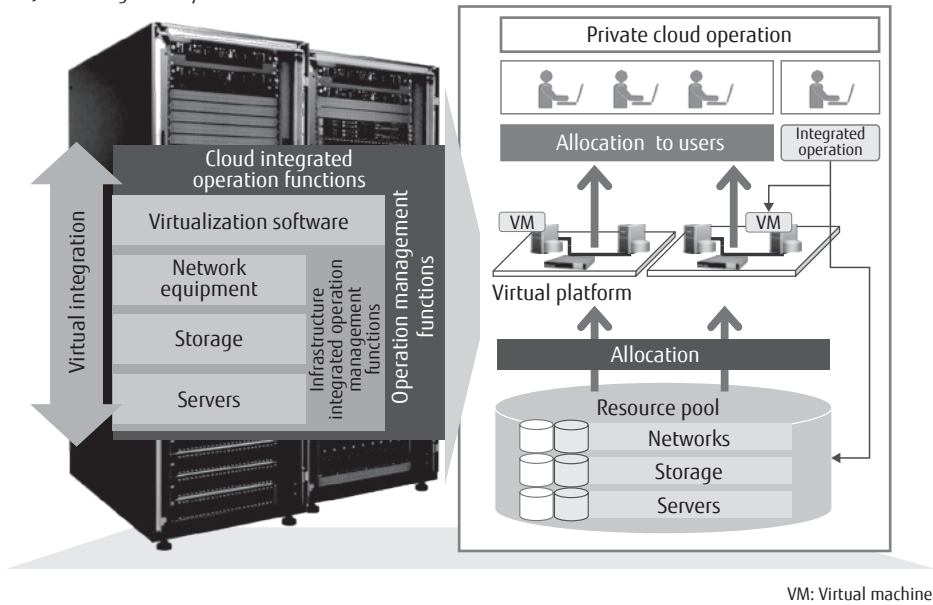 Cloud integrated
operation functions
Virtualization software
Network
equipment
Storage
Servers
Infrastructure
integrated operation
management
functions
Operation management
functions
Virtual integration
Private cloud operation
Allocation to users
Integrated
operation
VM
VM
Virtual platform
Allocation
Resource pool
Networks
Storage
Servers
VM: Virtual machine